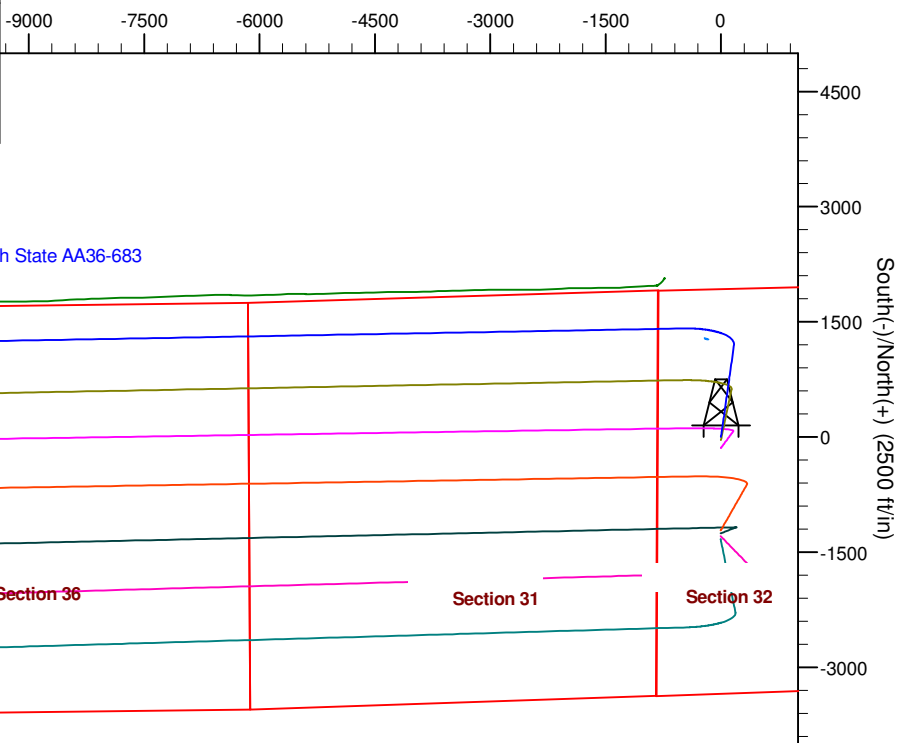 -9000 -7500 -6000 -4500 -3000 -1500 0
4500
3000
h State AA36-683
1500
0
-1500
Section 36
Section 31
Section 32
-3000
South(-)/North(+) (2500 ft/in)